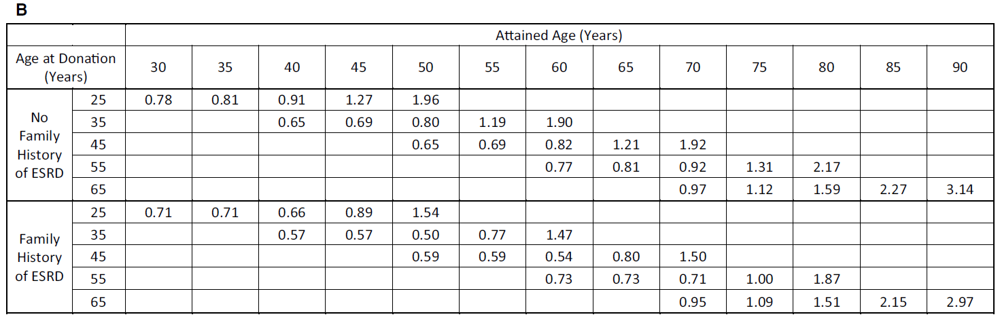 B
Attained Age (Years)
Age at Donation (Years) 30 35 40 45 50 55 60 65 70 75 80 85 90
No Family History of ESRD
25 0.78 0.81 0.91 1.27 1.96
35 0.65 0.69 0.80 1.19 1.90
45 0.65 0.69 0.82 1.21 1.92
55 0.77 0.81 0.92 1.31 2.17
65 0.97 1.12 1.59 2.27 3.14
Family History of ESRD
25 0.71 0.71 0.66 0.89 1.54
35 0.57 0.57 0.50 0.77 1.47
45 0.59 0.59 0.54 0.80 1.50
55 0.73 0.73 0.71 1.00 1.87
65 0.95 1.09 1.51 2.15 2.97